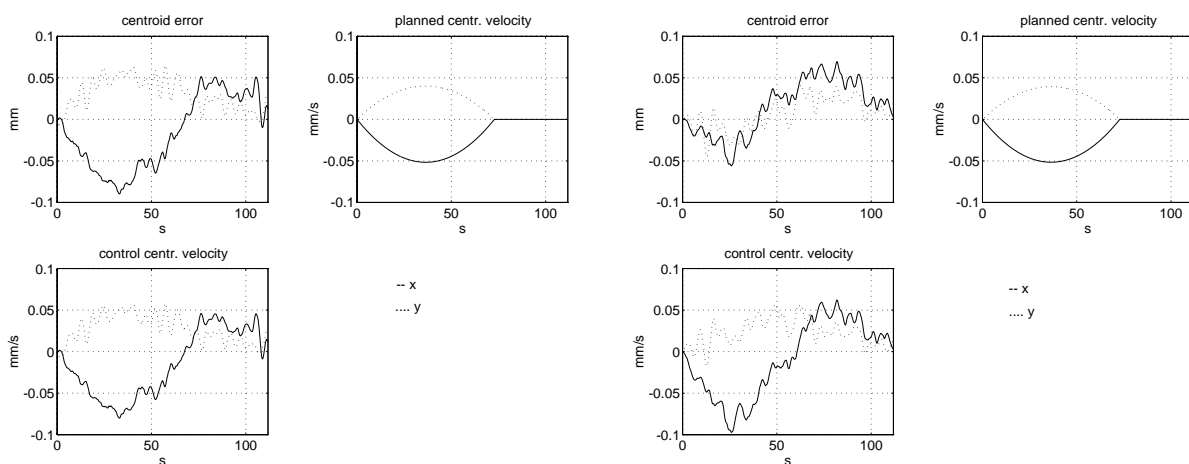 centroid error
0.1
0.05
0
-0.05
-0.1
mm
0 50 100
s
planned centr. velocity
0.1
0.05
0
-0.05
-0.1
mm/s
0 50 100
s
control centr. velocity
0.1
0.05
0
-0.05
-0.1
mm/s
0 50 100
s
-- x
.... y
centroid error
0.1
0.05
0
-0.05
-0.1
mm
0 50 100
s
planned centr. velocity
0.1
0.05
0
-0.05
-0.1
mm/s
0 50 100
s
control centr. velocity
0.1
0.05
0
-0.05
-0.1
mm/s
0 50 100
s
-- x
.... y